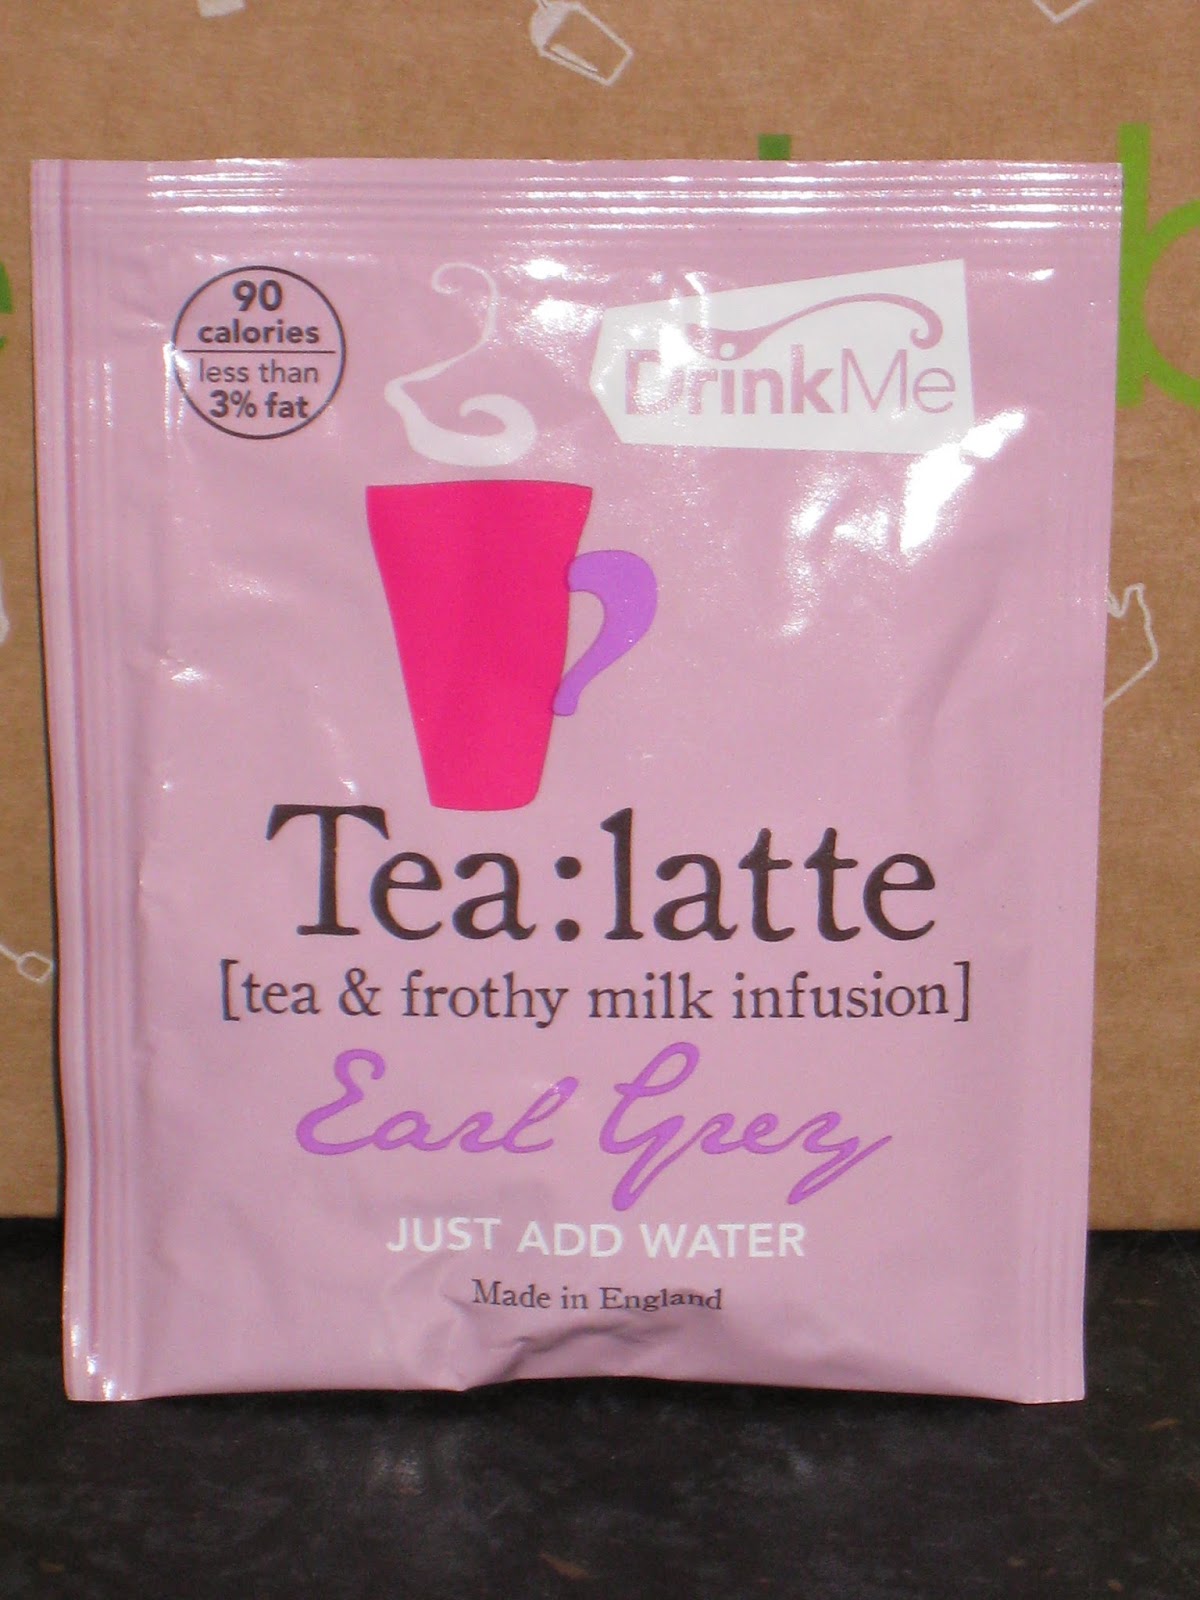 90
calories
less than
3% fat
DrinkMe
Tea:latte
[tea & frothy milk infusion]
Earl Grey
JUST ADD WATER
Made in England